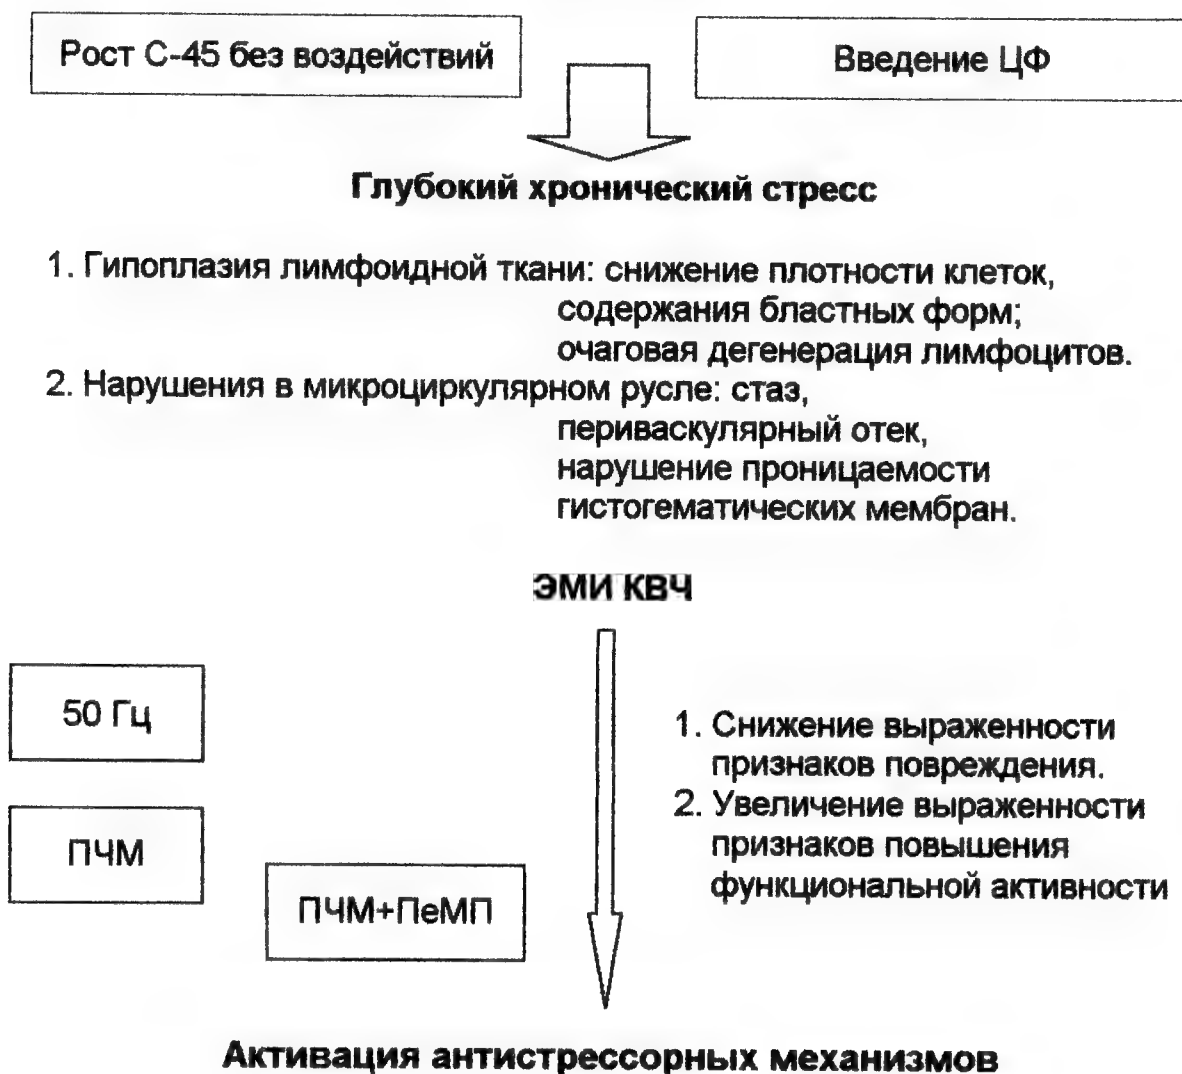 Рост С-45 без воздействий
Введение ЦФ
Глубокий хронический стресс
1. Гипоплазия лимфоидной ткани: снижение плотности клеток,
содержания бластных форм;
очаговая дегенерация лимфоцитов.
2. Нарушения в микроциркулярном русле: стаз,
периваскулярный отек,
нарушение проницаемости
гистогематических мембран.
ЭМИ КВЧ
50 Гц
ПЧМ
ПЧМ+ПеМП
1. Снижение выраженности
признаков повреждения.
2. Увеличение выраженности
признаков повышения
функциональной активности
Активация антистрессорных механизмов